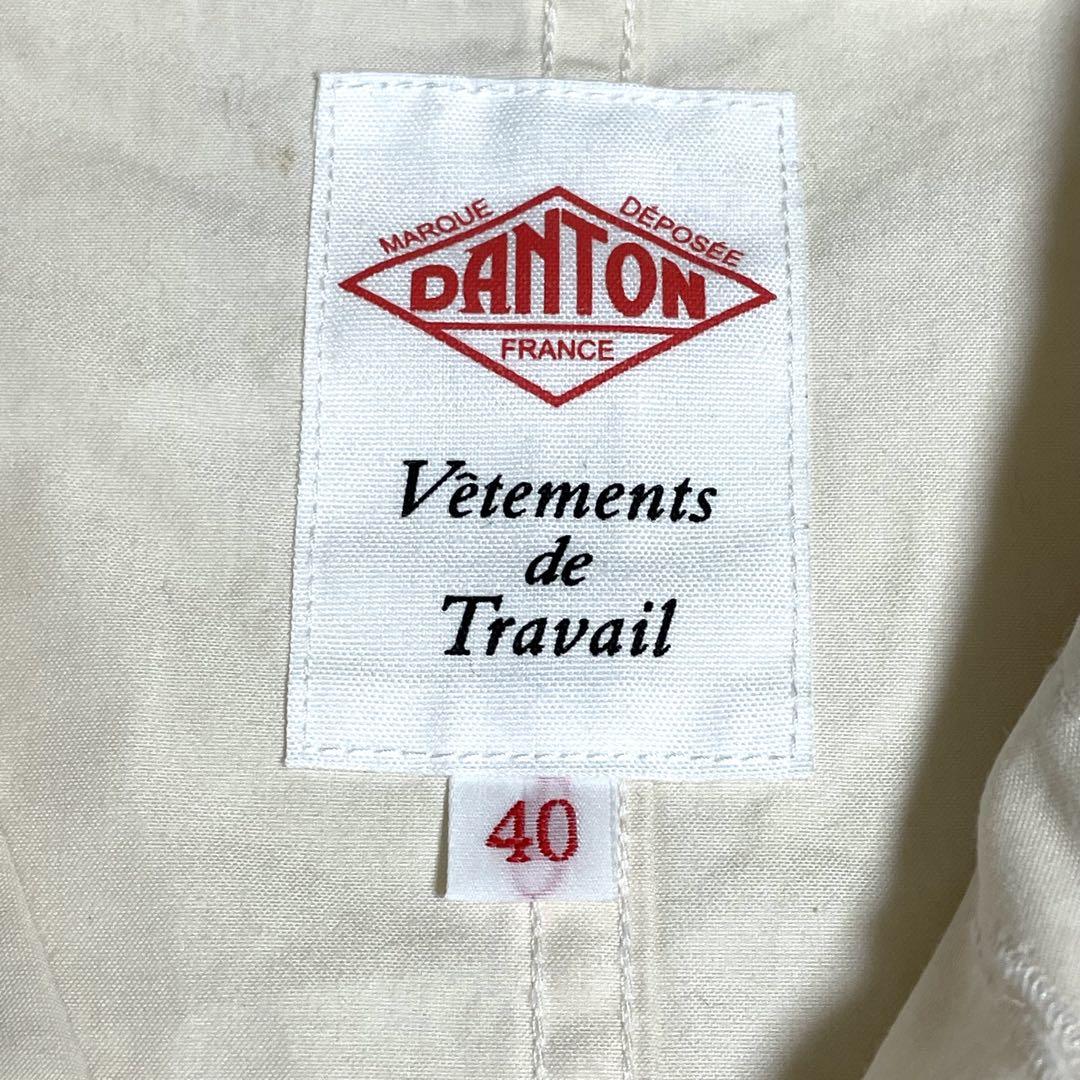 MARQUE DÉPOSÉE
DANTON
FRANCE
Vêtements
de
Travail
40